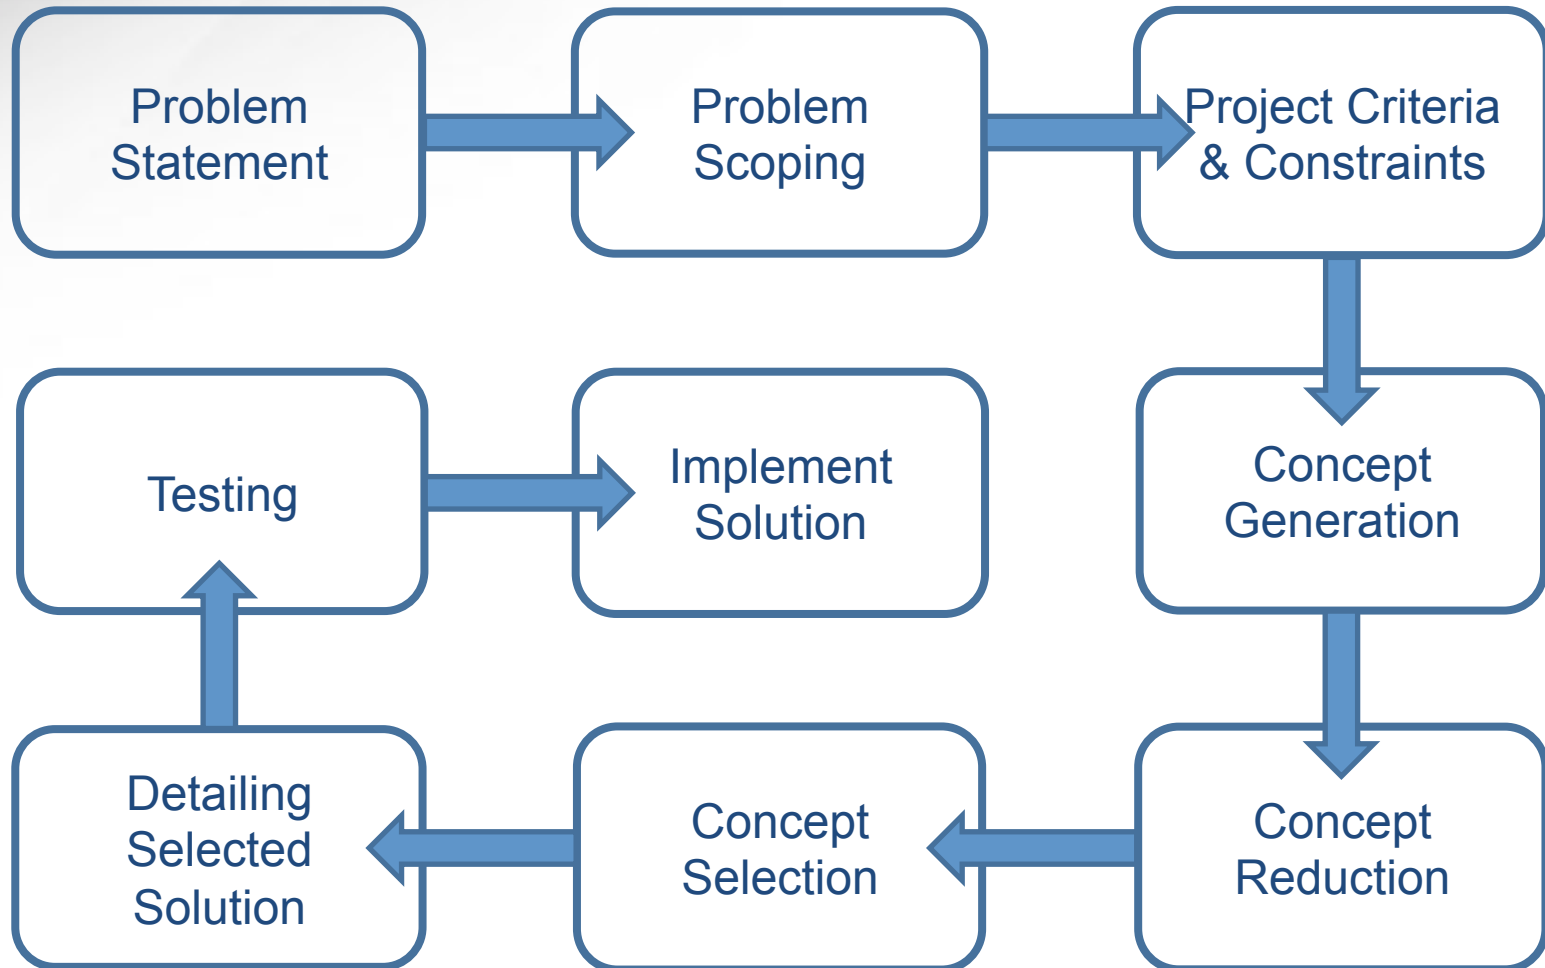 Problem
Statement
Problem
Scoping
Project Criteria
& Constraints
Concept
Generation
Concept
Reduction
Concept
Selection
Detailing
Selected
Solution
Testing
Implement
Solution